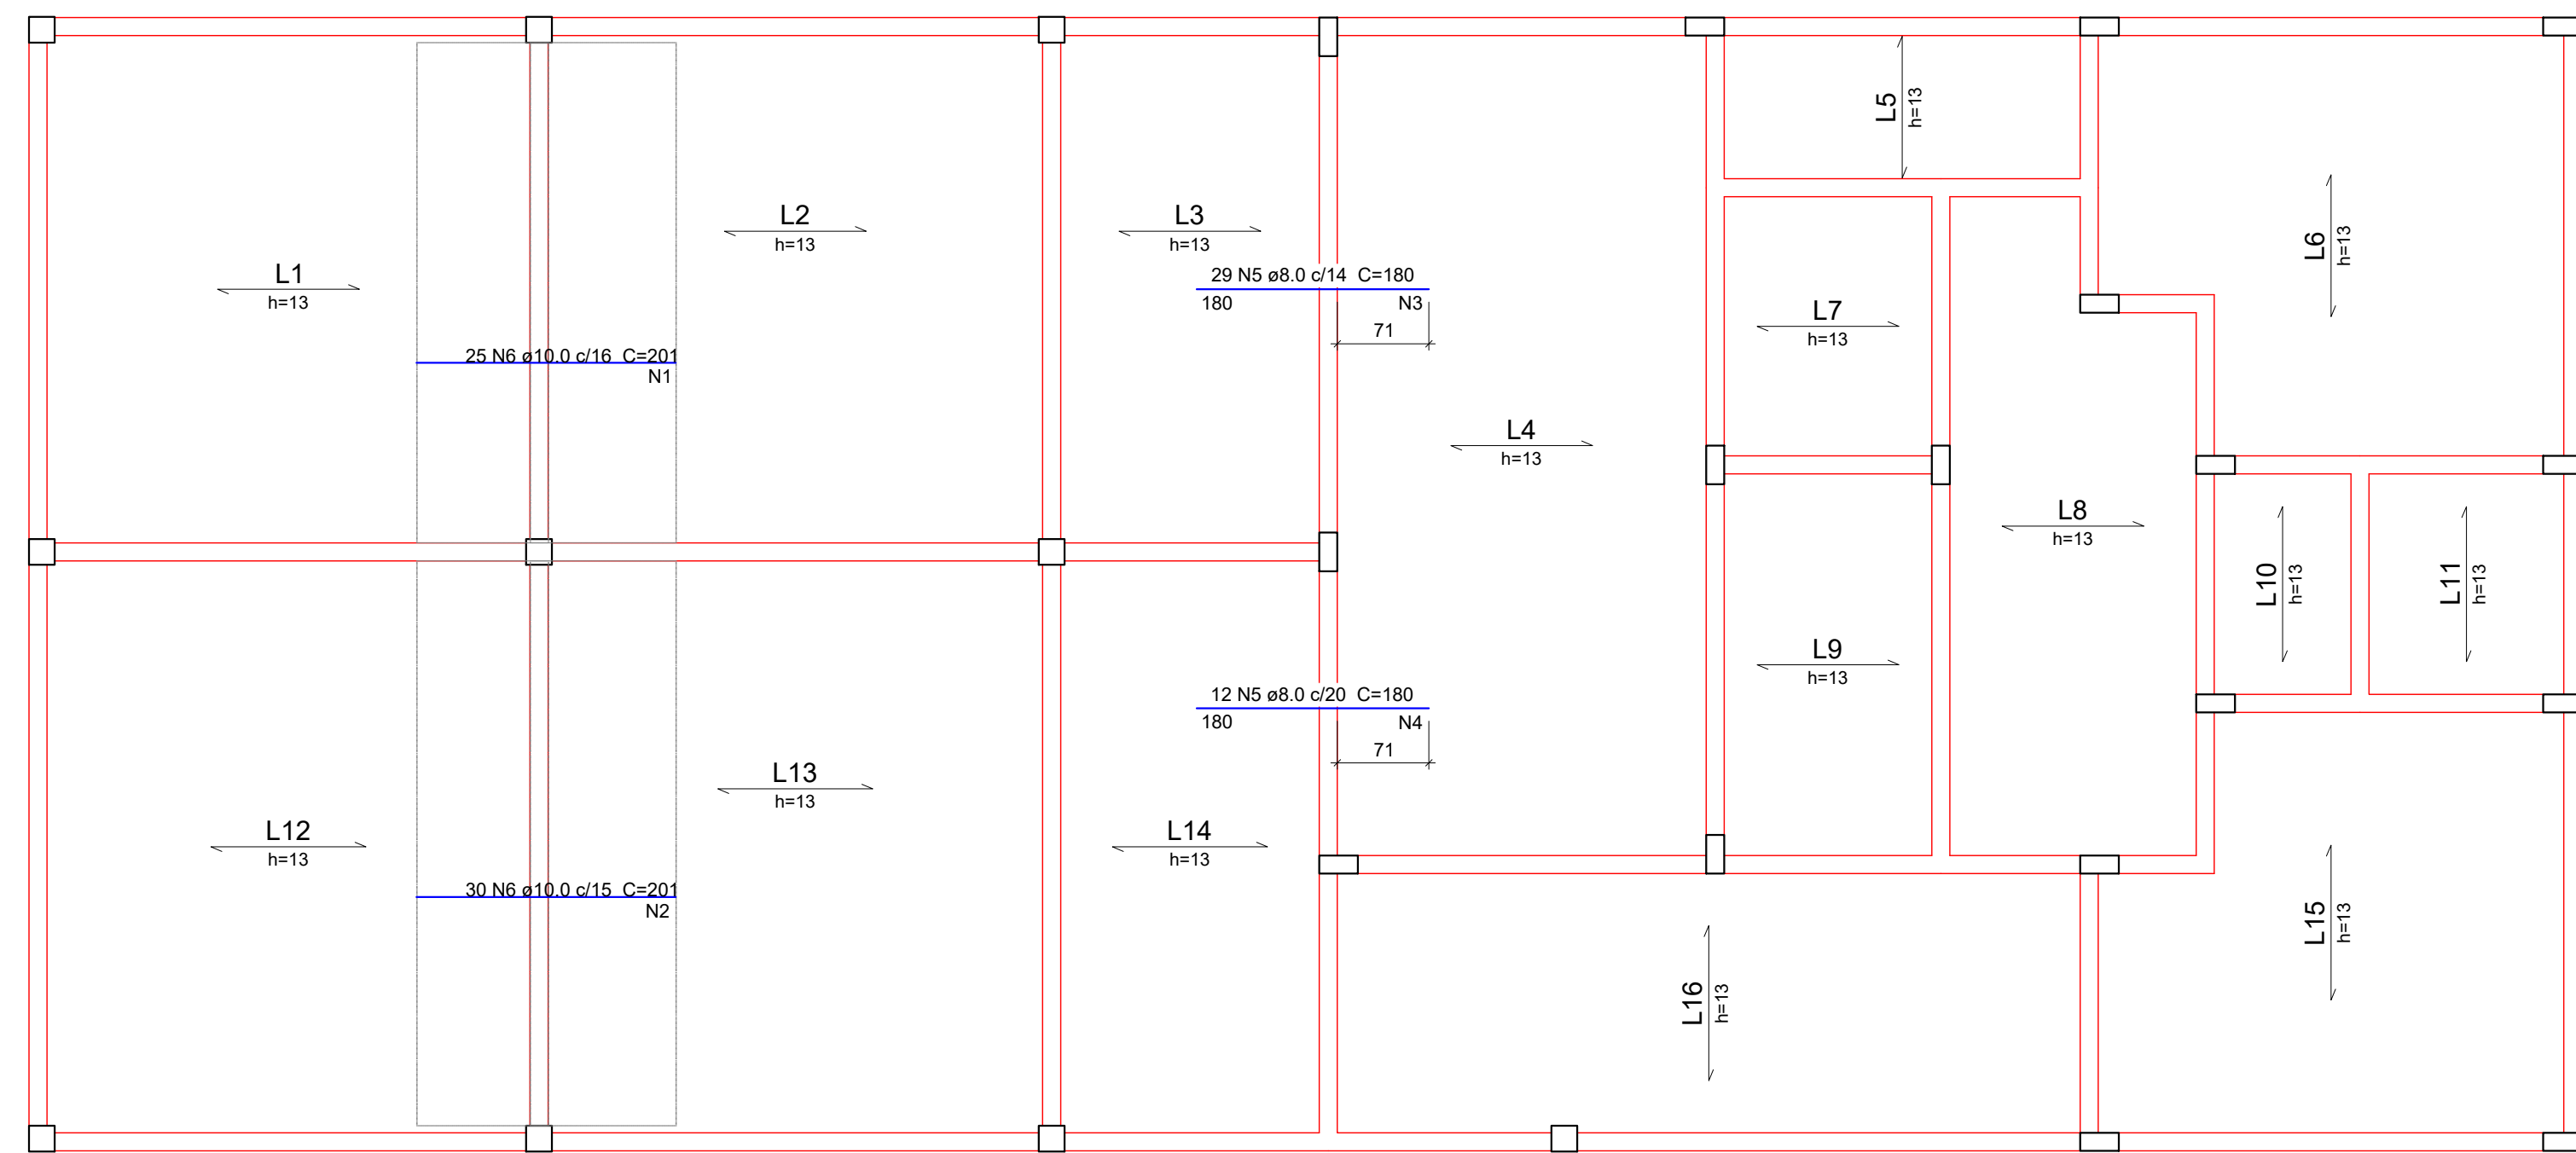 L5
h=13
L2
h=13
L3
h=13
L6
h=13
L1
h=13
29 N5 ø8.0 c/14 C=180
180
N3
71
L7
h=13
25 N6 ø10.0 c/16 C=201
N1
L4
h=13
L8
h=13
L10
h=13
L11
h=13
L9
h=13
12 N5 ø8.0 c/20 C=180
180
N4
71
L13
h=13
L12
h=13
L14
h=13
30 N6 ø10.0 c/15 C=201
N2
L15
h=13
L16
h=13